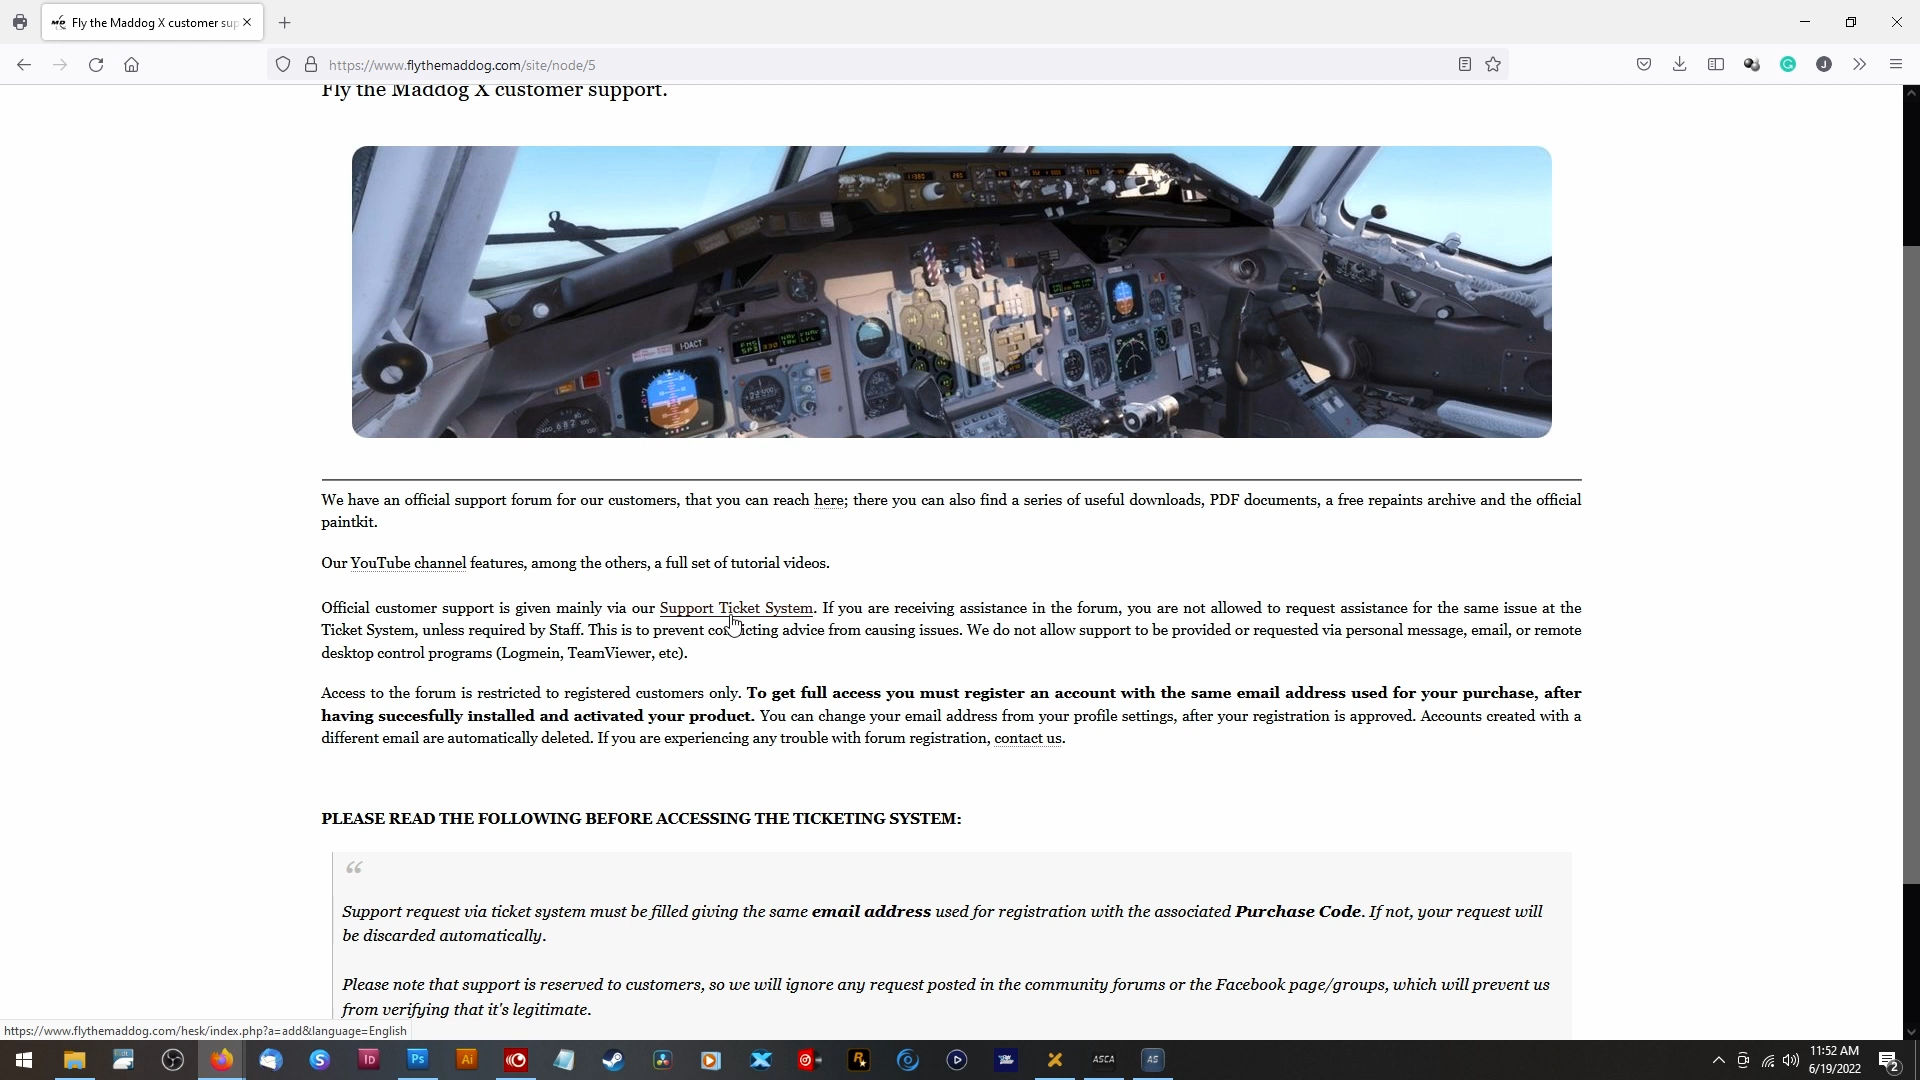 Fly the Maddog X customer sup
https://www.flythemaddog.com/site/node/5
Fly the Maddog X customer support.
I-DACT
We have an official support forum for our customers, that you can reach here; there you can also find a series of useful downloads, PDF documents, a free repaints archive and the official
paintkit.
Our YouTube channel features, among the others, a full set of tutorial videos.
Official customer support is given mainly via our Support Ticket System. If you are receiving assistance in the forum, you are not allowed to request assistance for the same issue at the
Ticket System, unless required by Staff. This is to prevent conflicting advice from causing issues. We do not allow support to be provided or requested via personal message, email, or remote
desktop control programs (Logmein, TeamViewer, etc).
Access to the forum is restricted to registered customers only. To get full access you must register an account with the same email address used for your purchase, after
having succesfully installed and activated your product. You can change your email address from your profile settings, after your registration is approved. Accounts created with a
different email are automatically deleted. If you are experiencing any trouble with forum registration, contact us.
PLEASE READ THE FOLLOWING BEFORE ACCESSING THE TICKETING SYSTEM:
“
Support request via ticket system must be filled giving the same email address used for registration with the associated Purchase Code. If not, your request will
be discarded automatically.
Please note that support is reserved to customers, so we will ignore any request posted in the community forums or the Facebook page/groups, which will prevent us
from verifying that it's legitimate.
https://www.flythemaddog.com/hesk/index.php?a=add&language=English
ID Ps Ai ASCA AS
11:52 AM
6/19/2022
2